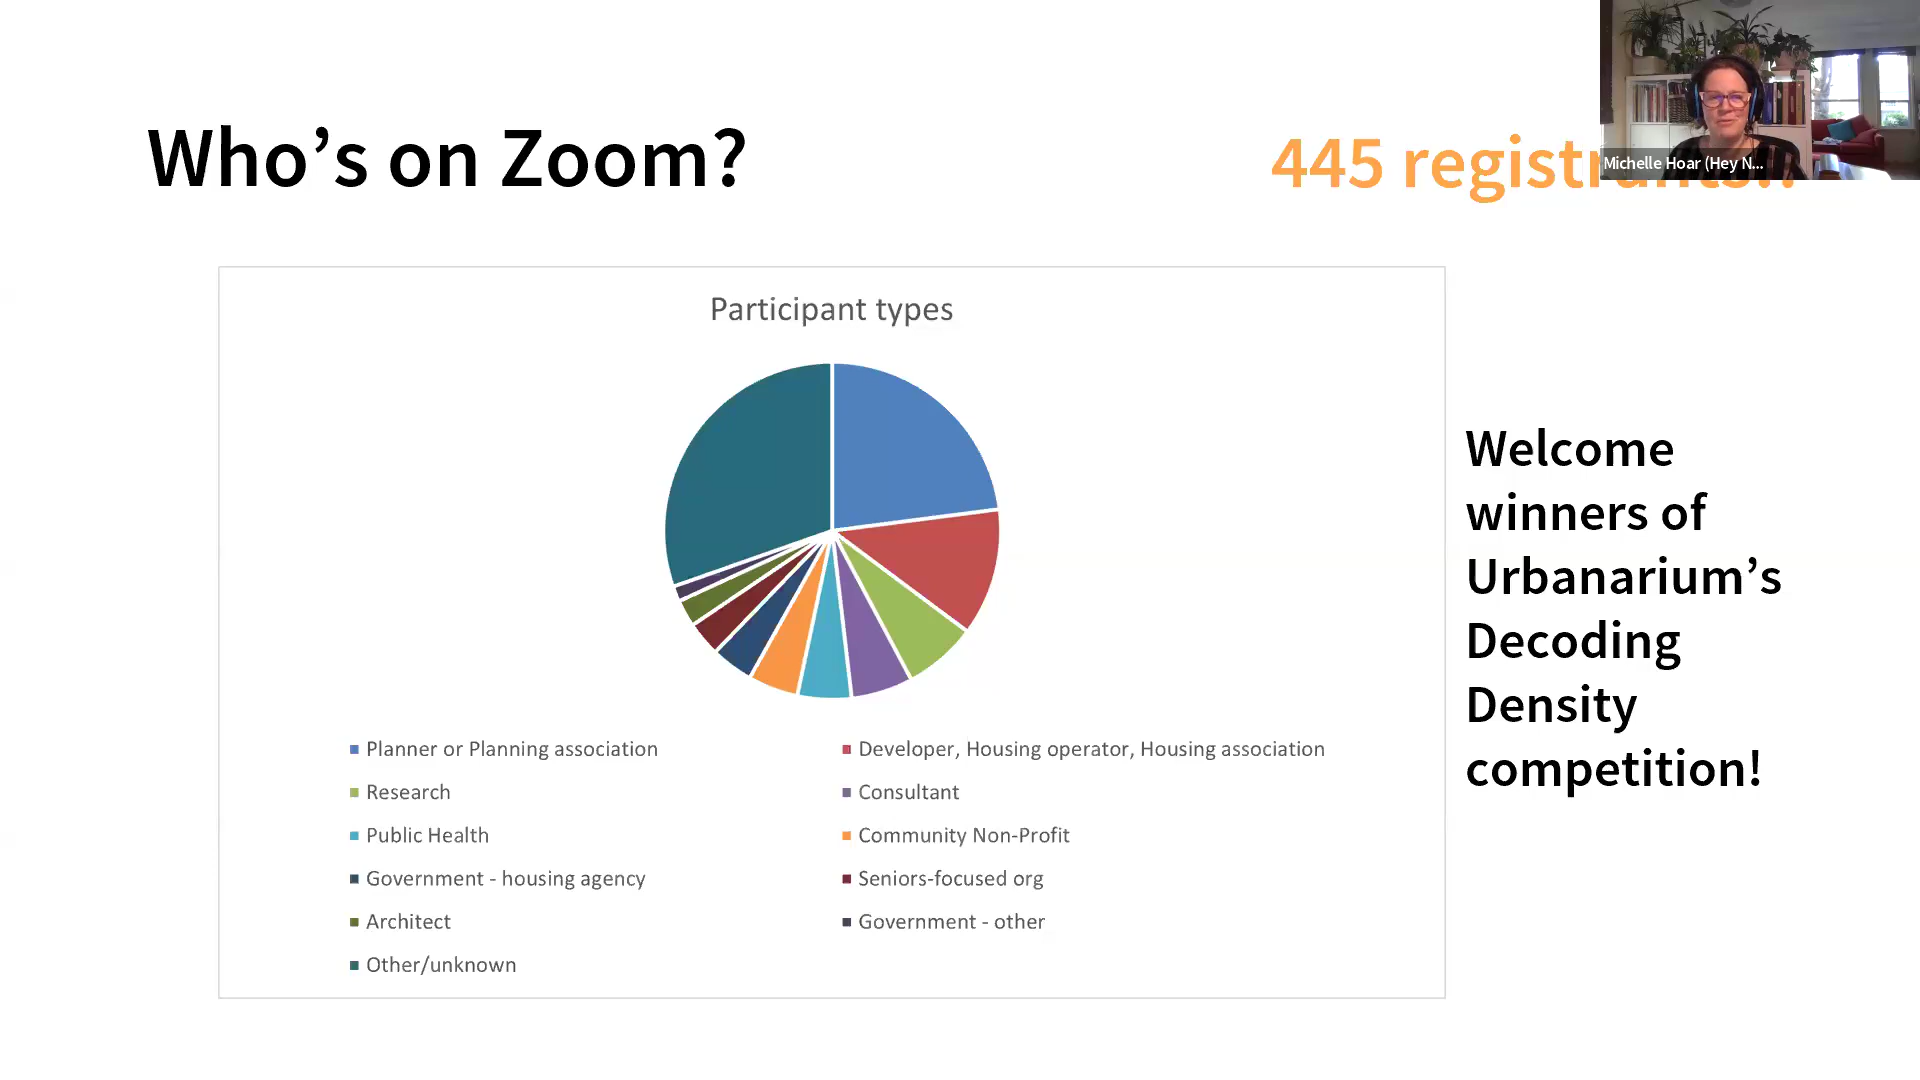 Who’s on Zoom?
445
Michelle Hoar (Hey N...
Participant types
Planner or Planning association
Developer, Housing operator, Housing association
Research
Consultant
Public Health
Community Non-Profit
Government - housing agency
Seniors-focused org
Architect
Government - other
Other/unknown
Welcome
winners of
Urbanarium’s
Decoding
Density
competition!